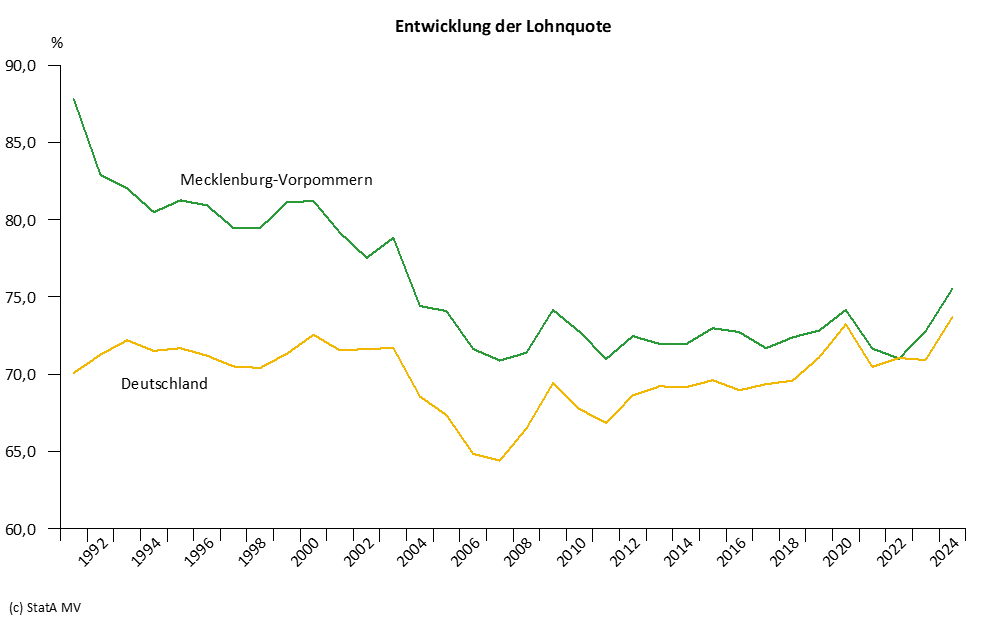 Entwicklung der Lohnquote
%
90,0
85,0
Mecklenburg-Vorpommern
80,0
75,0
70,0
Deutschland
65,0
60,0
1992 1994 1996 1998 2000 2002 2004 2006 2008 2010 2012 2014 2016 2018 2020 2022 2024
(c) StatA MV